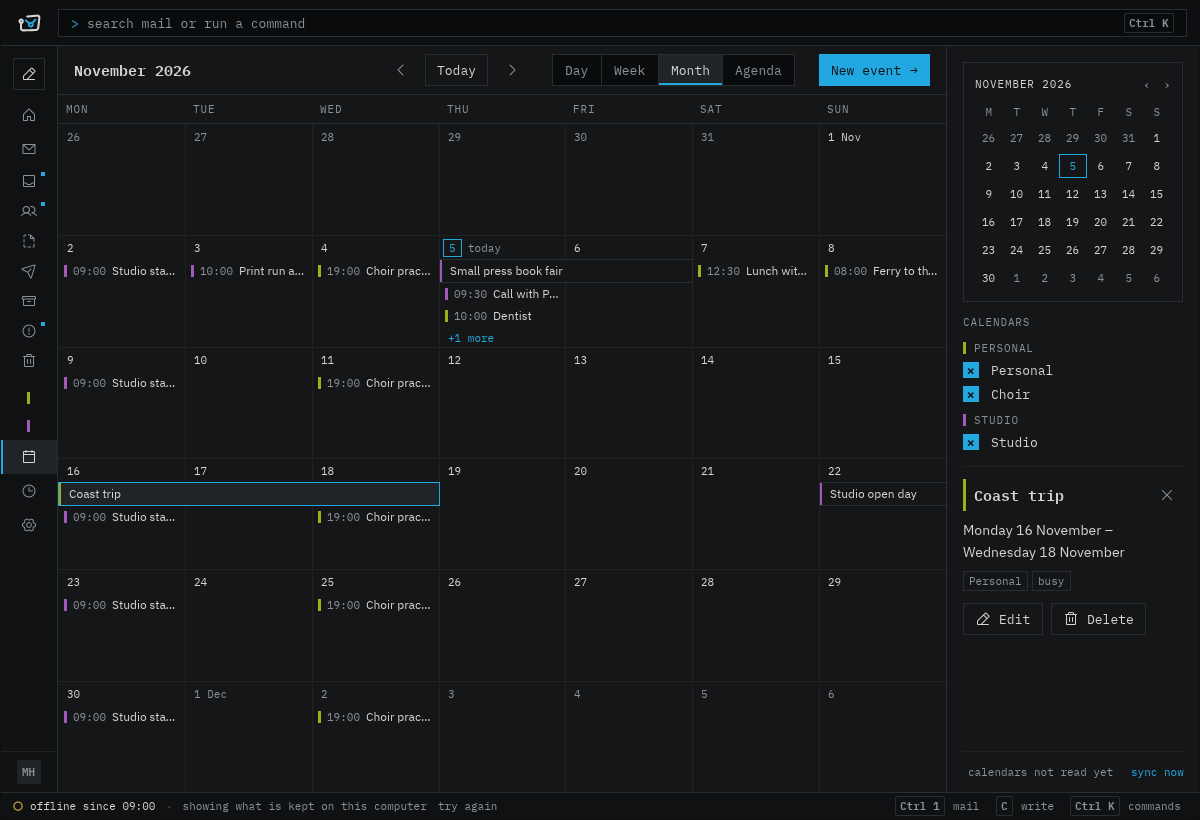 > search mail or run a command Ctrl K
November 2026 Today Day Week Month Agenda New event →
MON TUE WED THU FRI SAT SUN
26 27 28 29 30 31 1 Nov
2 3 4 5 today 6 7 8
09:00 Studio sta… 10:00 Print run a… 19:00 Choir prac… Small press book fair 12:30 Lunch wit… 08:00 Ferry to th…
09:30 Call with P…
10:00 Dentist
+1 more
9 10 11 12 13 14 15
09:00 Studio sta… 19:00 Choir prac…
16 17 18 19 20 21 22
Coast trip Studio open day
09:00 Studio sta… 19:00 Choir prac…
23 24 25 26 27 28 29
09:00 Studio sta… 19:00 Choir prac…
30 1 Dec 2 3 4 5 6
09:00 Studio sta… 19:00 Choir prac…
NOVEMBER 2026 ‹ ›
M T W T F S S
26 27 28 29 30 31 1
2 3 4 5 6 7 8
9 10 11 12 13 14 15
16 17 18 19 20 21 22
23 24 25 26 27 28 29
30 1 2 3 4 5 6
CALENDARS
PERSONAL
Personal
Choir
STUDIO
Studio
Coast trip
Monday 16 November –
Wednesday 18 November
Personal busy
Edit Delete
calendars not read yet sync now
MH
offline since 09:00 · showing what is kept on this computer try again Ctrl 1 mail C write Ctrl K commands